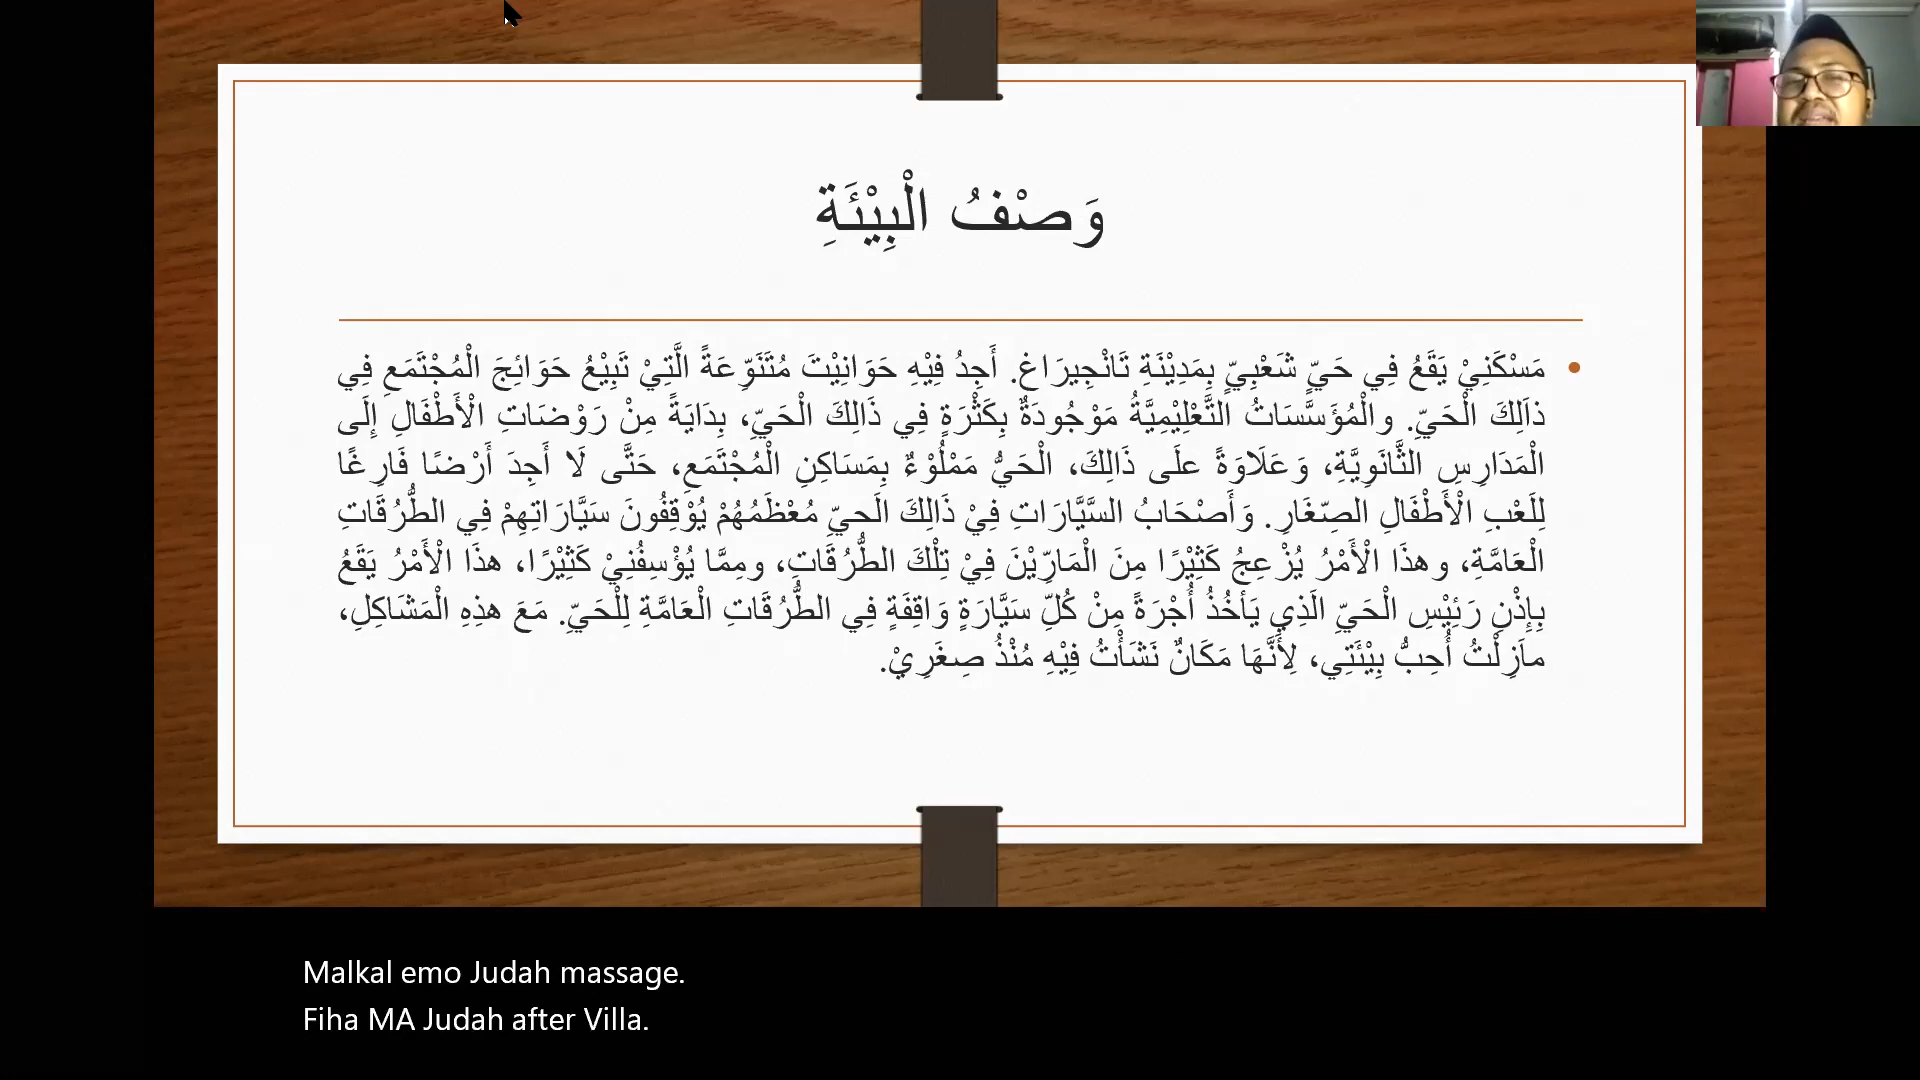 وَصْفُ الْبِيْئَةِ
مَسْكَنِيْ يَقَعُ فِي حَيٍّ شَعْبِيٍّ بِمَدِيْنَةِ تَانْجِيرَاغ. أَجِدُ فِيْهِ حَوَانِيْتَ مُتَنَوِّعَةً الَّتِيْ تَبِيْعُ حَوَائِجَ الْمُجْتَمَعِ فِي
ذاَلِكَ الْحَيِّ. والْمُؤَسَّسَاتُ التَّعْلِيْمِيَّةُ مَوْجُودَةٌ بِكَثْرَةٍ فِي ذَالِكَ الْحَيِّ، بِدَايَةً مِنْ رَوْضَاتِ الْأَطْفَالِ إِلَى
الْمَدَارِسِ الثَّانَوِيَّةِ، وَعَلَاوَةً علَى ذَالِكَ، الْحَيُّ مَمْلُوْءٌ بِمَسَاكِنِ الْمُجْتَمَعِ، حَتَّى لَا أَجِدَ أَرْضًا فَارِغًا
لِلَعْبِ الْأَطْفَالِ الصِّغَارِ. وَأَصْحَابُ السَّيَّارَاتِ فِيْ ذَالِكَ الَحيِّ مُعْظَمُهُمْ يُوْقِفُونَ سَيَّارَاتِهِمْ فِي الطُّرُقَاتِ
الْعَامَّةِ، وهذَا الْأَمْرُ يُزْعِجُ كَثِيْرًا مِنَ الْمَارِّيْنَ فِيْ تِلْكَ الطُّرُقَاتِ، ومِمَّا يُؤْسِفُنِيْ كَثِيْرًا، هذَا الْأَمْرُ يَقَعُ
بِإِذْنِ رَئِيْسِ الْحَيِّ الَذِي يَأخُذُ أُجْرَةً مِنْ كُلِّ سَيَّارَةٍ وَاقِفَةٍ فِي الطُّرُقَاتِ الْعَامَّةِ لِلْحَيِّ. مَعَ هذِهِ الْمَشَاكِلِ،
ماَزِلْتُ أُحِبُّ بِيْئَتِي، لِأَنَّهَا مَكَانٌ نَشَأْتُ فِيْهِ مُنْذُ صِغَرِيْ.
Malkal emo Judah massage.
Fiha MA Judah after Villa.